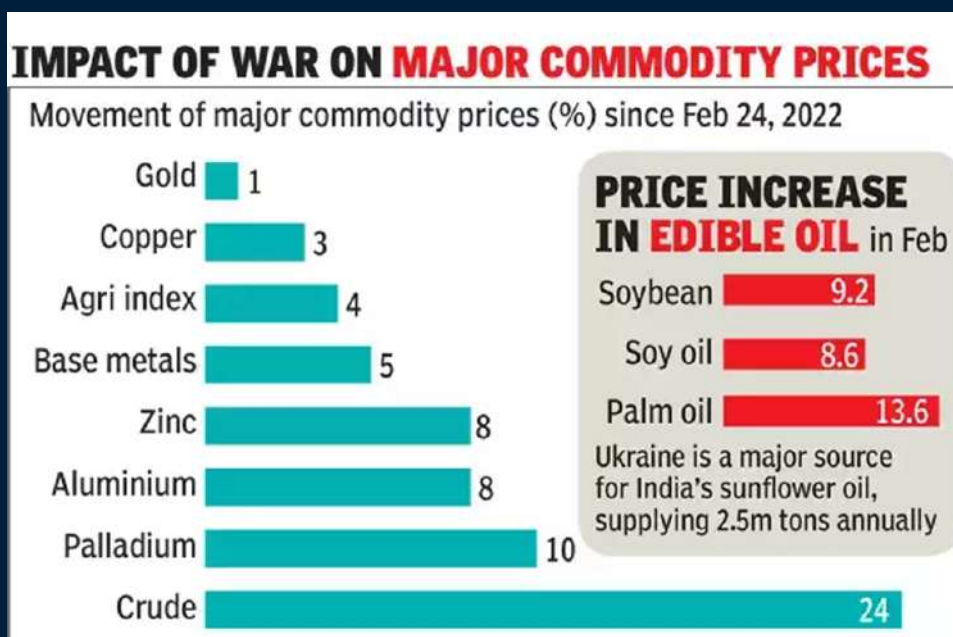 IMPACT OF WAR ON MAJOR COMMODITY PRICES
Movement of major commodity prices (%) since Feb 24, 2022
Gold 1
Copper 3
Agri index 4
Base metals 5
Zinc 8
Aluminium 8
Palladium 10
Crude 24
PRICE INCREASE
IN EDIBLE OIL in Feb
Soybean 9.2
Soy oil 8.6
Palm oil 13.6
Ukraine is a major source
for India's sunflower oil,
supplying 2.5m tons annually